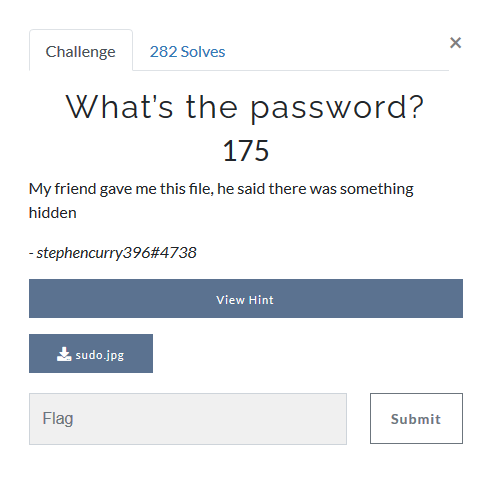 Challenge
282 Solves
×
What's the password?
175
My friend gave me this file, he said there was something
hidden
- stephencurry396#4738
View Hint
sudo.jpg
Flag
Submit